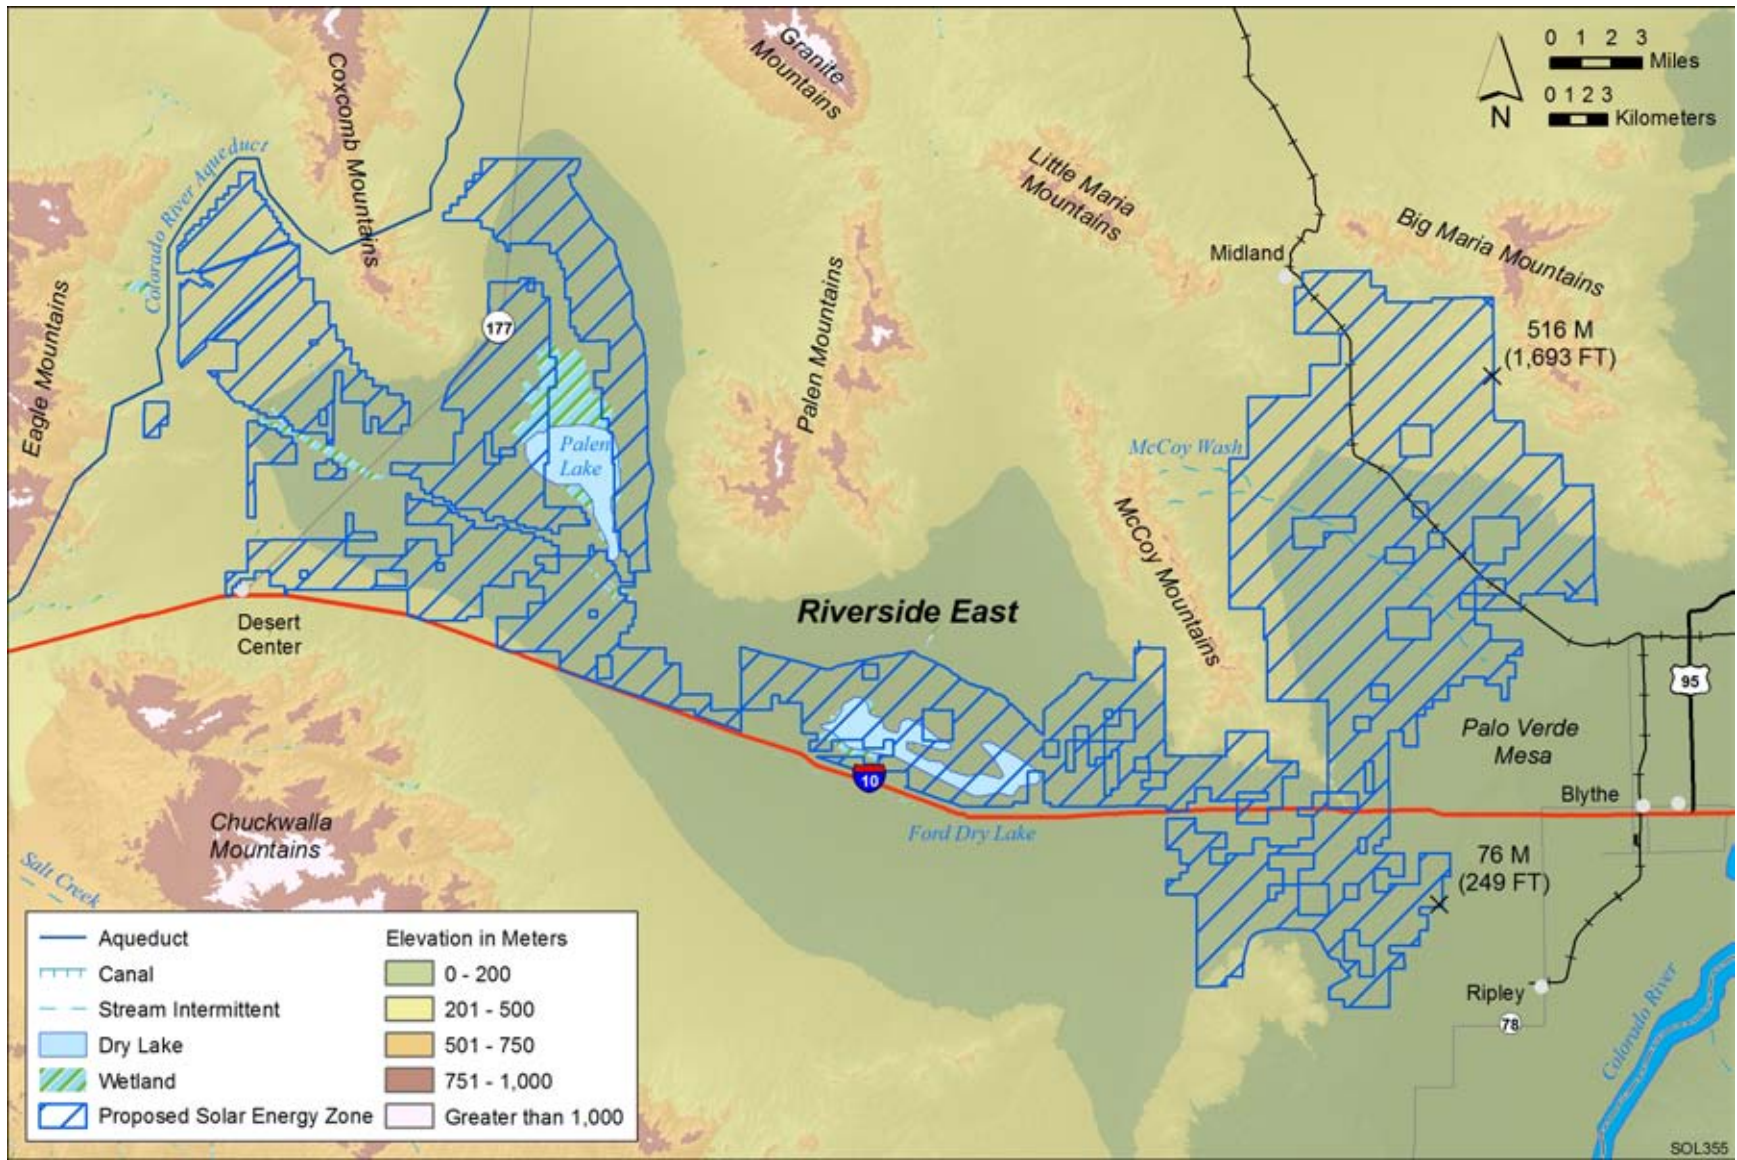 Granite
Mountains
0 1 2 3
Miles
0 1 2 3
Kilometers
N
Coxcomb Mountains
Colorado River Aqueduct
Little Maria
Mountains
Big Maria Mountains
Midland
Eagle Mountains
177
Palen Mountains
516 M
(1,693 FT)
Palen
Lake
McCoy Wash
McCoy Mountains
Riverside East
Desert
Center
95
Palo Verde
Mesa
10
Blythe
Ford Dry Lake
Chuckwalla
Mountains
76 M
(249 FT)
Salt Creek
Ripley
78
Colorado River
Aqueduct
Canal
Stream Intermittent
Dry Lake
Wetland
Proposed Solar Energy Zone
Elevation in Meters
0 - 200
201 - 500
501 - 750
751 - 1,000
Greater than 1,000
SOL355